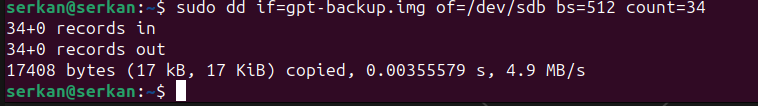 serkan@serkan:~$ sudo dd if=gpt-backup.img of=/dev/sdb bs=512 count=34
34+0 records in
34+0 records out
17408 bytes (17 kB, 17 KiB) copied, 0.00355579 s, 4.9 MB/s
serkan@serkan:~$